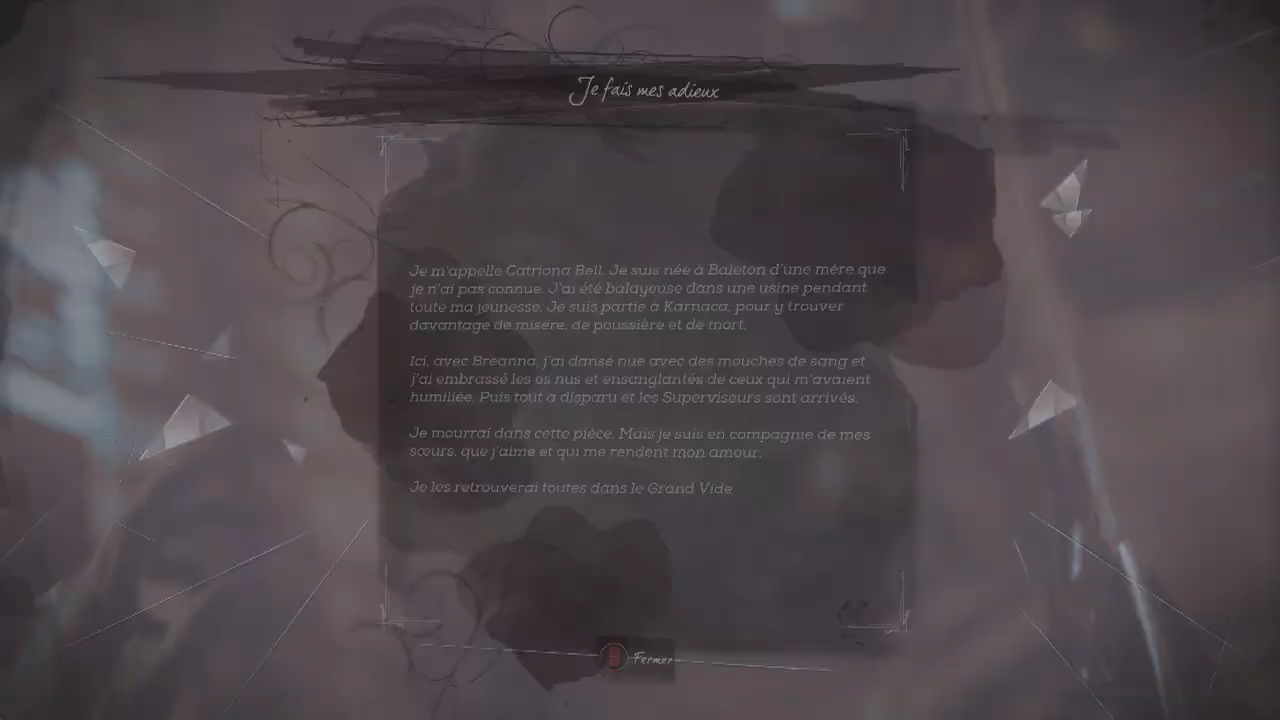 Je fais mes adieux
Je m'appelle Catriona Bell. Je suis née à Baleton d'une mère que
je n'ai pas connue. J'ai été balayeuse dans une usine pendant
toute ma jeunesse. Je suis partie à Karnaca, pour y trouver
davantage de misère, de poussière et de mort.
Ici, avec Breanna, j'ai dansé nue avec des mouches de sang et
j'ai embrassé les os nus et ensanglantés de ceux qui m'avaient
humiliée. Puis tout a disparu et les Superviseurs sont arrivés.
Je mourrai dans cette pièce. Mais je suis en compagnie de mes
sœurs, que j'aime et qui me rendent mon amour.
Je les retrouverai toutes dans le Grand Vide
Fermer